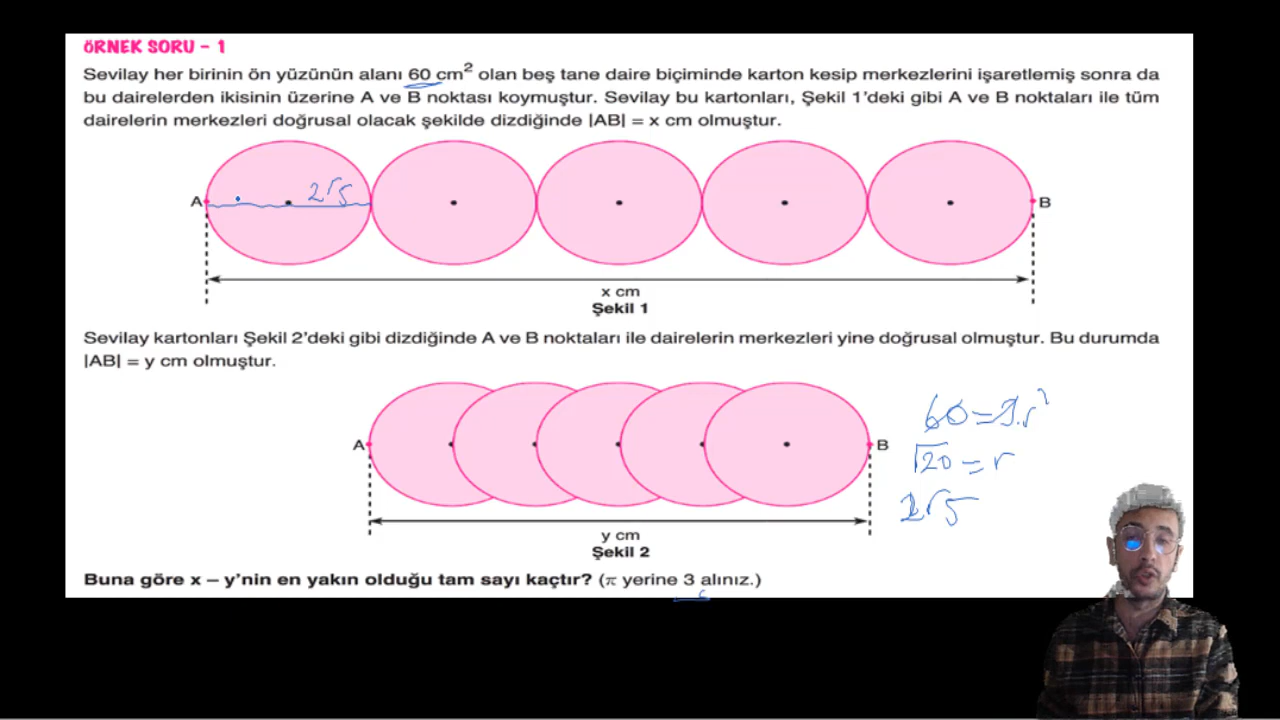 ÖRNEK SORU – 1
Sevilay her birinin ön yüzünün alanı 60 cm² olan beş tane daire biçiminde karton kesip merkezlerini işaretlemiş sonra da
bu dairelerden ikisinin üzerine A ve B noktası koymuştur. Sevilay bu kartonları, Şekil 1'deki gibi A ve B noktaları ile tüm
dairelerin merkezleri doğrusal olacak şekilde dizdiğinde |AB| = x cm olmuştur.
2√5
A
B
x cm
Şekil 1
Sevilay kartonları Şekil 2'deki gibi dizdiğinde A ve B noktaları ile dairelerin merkezleri yine doğrusal olmuştur. Bu durumda
|AB| = y cm olmuştur.
60=3.r²
A
B
√20=r
2√5
y cm
Şekil 2
Buna göre x – y'nin en yakın olduğu tam sayı kaçtır? (π yerine 3 alınız.)